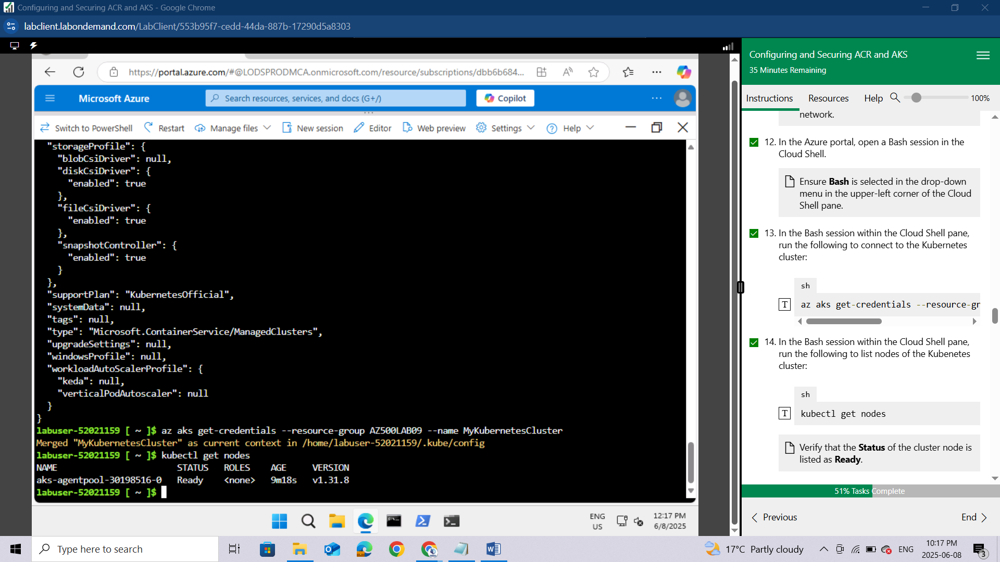 Configuring and Securing ACR and AKS - Google Chrome
labclient.labondemand.com/LabClient/553b95f7-cedd-44da-887b-17290d5a8303
https://portal.azure.com/#@LODSPRODMCA.onmicrosoft.com/resource/subscriptions/dbb6b684...
Microsoft Azure
Search resources, services, and docs (G+/)
Copilot
Switch to PowerShell Restart Manage files New session Editor Web preview Settings Help
"storageProfile": {
"blobCsiDriver": null,
"diskCsiDriver": {
"enabled": true
},
"fileCsiDriver": {
"enabled": true
},
"snapshotController": {
"enabled": true
}
},
"supportPlan": "KubernetesOfficial",
"systemData": null,
"tags": null,
"type": "Microsoft.ContainerService/ManagedClusters",
"upgradeSettings": null,
"windowsProfile": null,
"workloadAutoScalerProfile": {
"keda": null,
"verticalPodAutoscaler": null
}
}
labuser-52021159 [ ~ ]$ az aks get-credentials --resource-group AZ500LAB09 --name MyKubernetesCluster
Merged "MyKubernetesCluster" as current context in /home/labuser-52021159/.kube/config
labuser-52021159 [ ~ ]$ kubectl get nodes
NAME STATUS ROLES AGE VERSION
aks-agentpool-30198516-0 Ready <none> 9m18s v1.31.8
labuser-52021159 [ ~ ]$
ENG
US
12:17 PM
6/8/2025
Configuring and Securing ACR and AKS
35 Minutes Remaining
Instructions Resources Help 100%
network.
12. In the Azure portal, open a Bash session in the
Cloud Shell.
Ensure Bash is selected in the drop-down
menu in the upper-left corner of the Cloud
Shell pane.
13. In the Bash session within the Cloud Shell pane,
run the following to connect to the Kubernetes
cluster:
sh
T az aks get-credentials --resource-gr
14. In the Bash session within the Cloud Shell pane,
run the following to list nodes of the Kubenetes
cluster:
sh
T kubectl get nodes
Verify that the Status of the cluster node is
listed as Ready.
51% Tasks Complete
Previous
End
Type here to search
17°C Partly cloudy
ENG
10:17 PM
2025-06-08
3